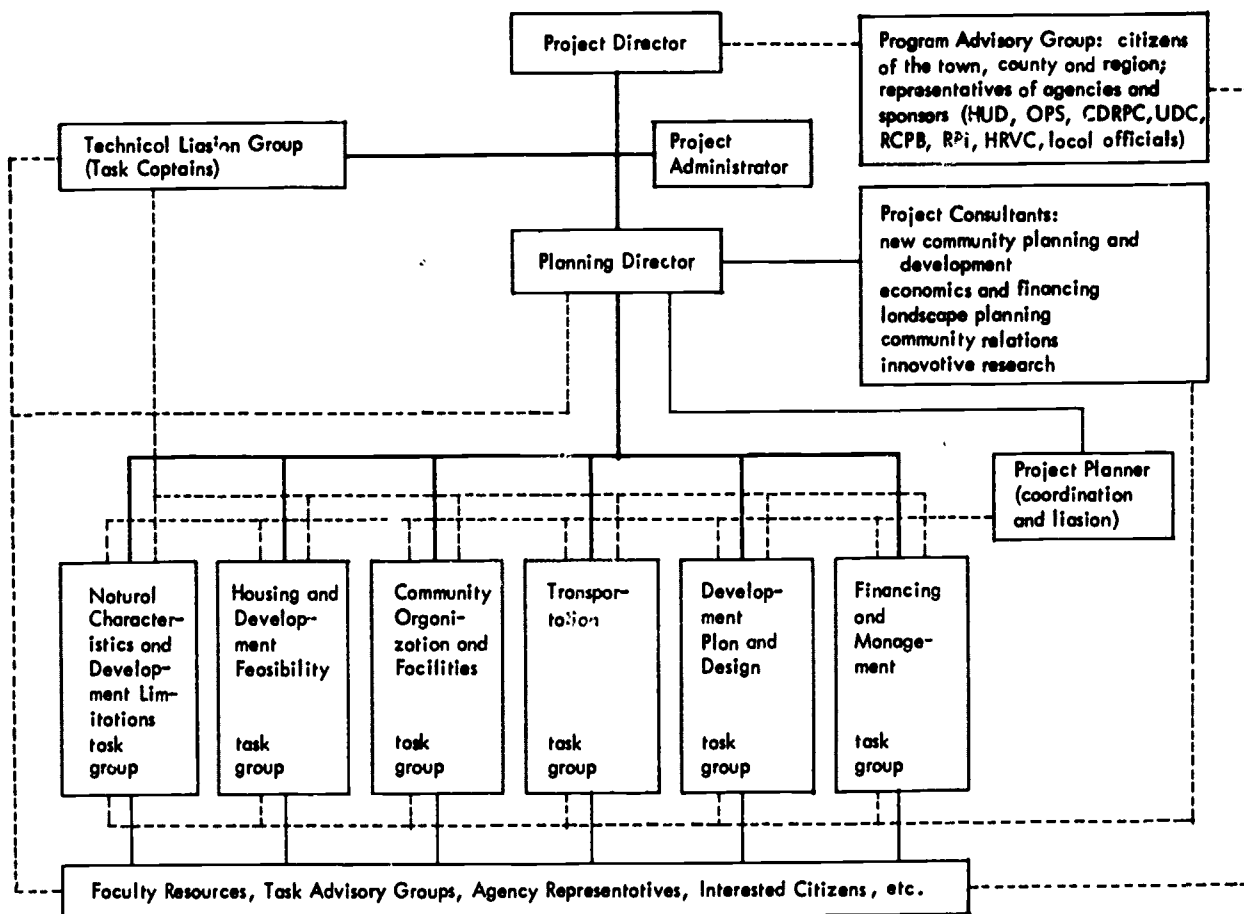 Project Director
Program Advisory Group: citizens
of the town, county and region;
representatives of agencies and
sponsors (HUD, OPS, CDRPC, UDC,
RCPB, RPi, HRVC, local officials)
Technical Liasion Group
(Task Captains)
Project
Administrator
Planning Director
Project Consultants:
new community planning and
development
economics and financing
landscape planning
community relations
innovative research
Project Planner
(coordination
and liasion)
Natural
Character-
istics and
Development Lim-
itations
task
group
Housing and
Develop-
ment
Feasibility
task
group
Community
Organi-
zation and
Facilities
task
group
Transpor-
tation
task
group
Develop-
ment
Plan and
Design
task
group
Financing
and
Manage-
ment
task
group
Faculty Resources, Task Advisory Groups, Agency Representatives, Interested Citizens, etc.